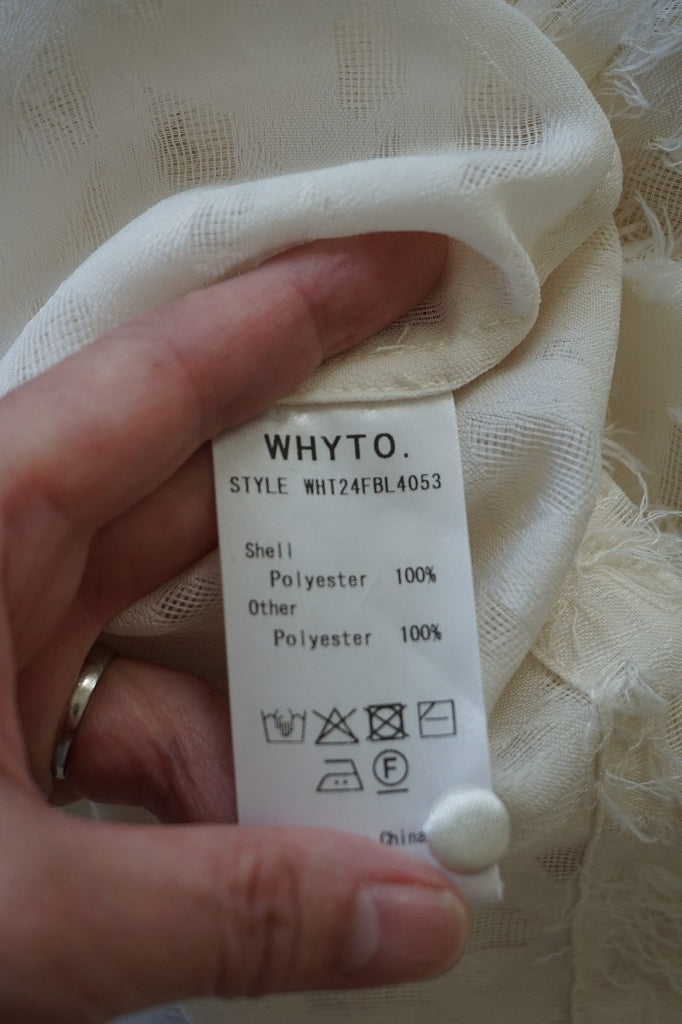 WHYTO.
STYLE WHT24FBL4053
Shell
Polyester 100%
Other
Polyester 100%
F
China